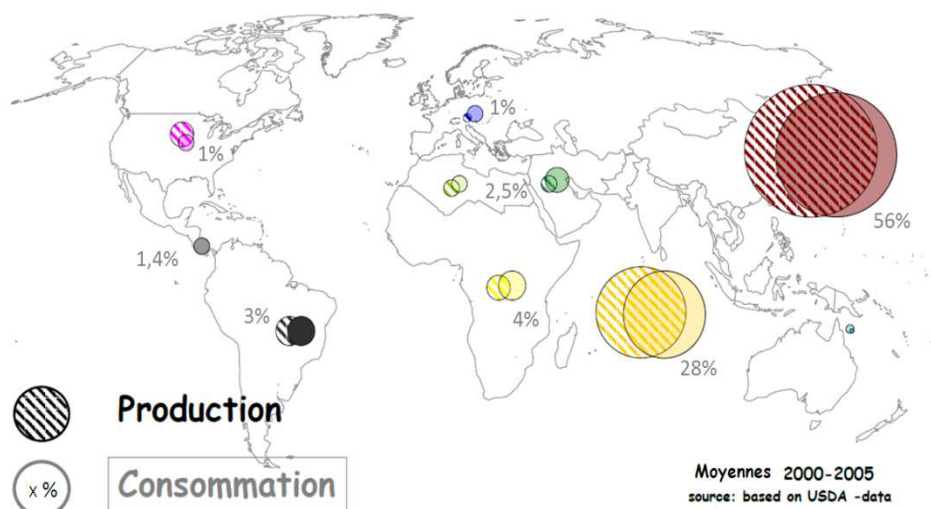 1%
1%
2,5%
56%
1,4%
4%
3%
28%
Production
x %
Consommation
Moyennes 2000-2005
source: based on USDA -data